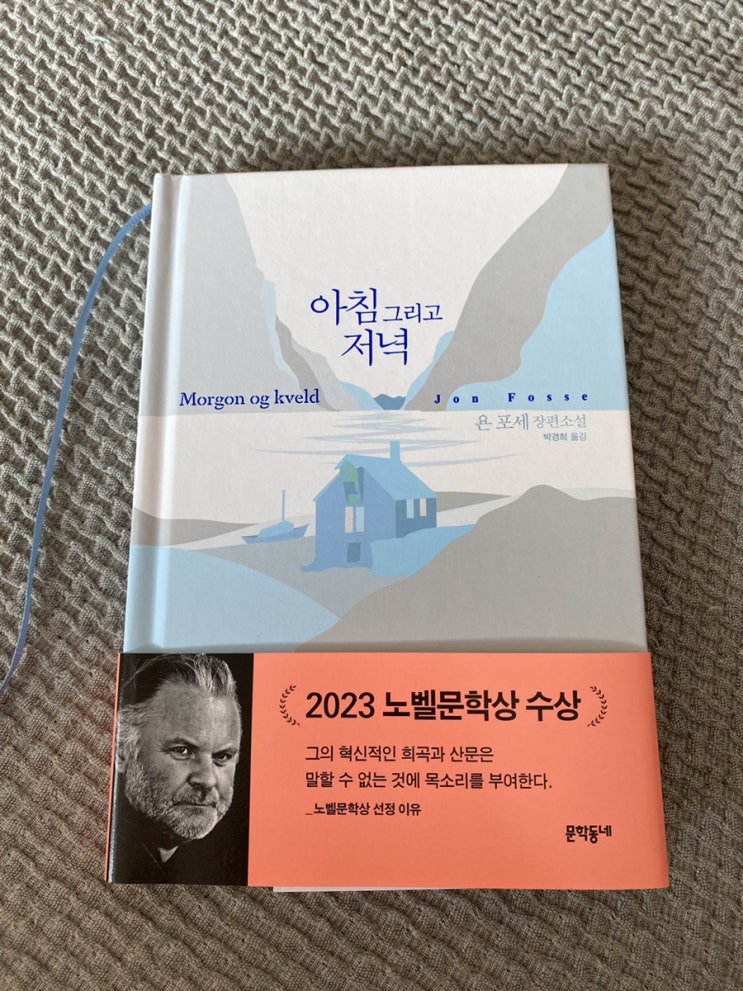 아침 그리고
저녁
Morgon og kveld
Jon Fosse
욘 포세 장편소설
박경희 옮김
2023 노벨문학상 수상
그의 혁신적인 희곡과 산문은
말할 수 없는 것에 목소리를 부여한다.
_노벨문학상 선정 이유
문학동네